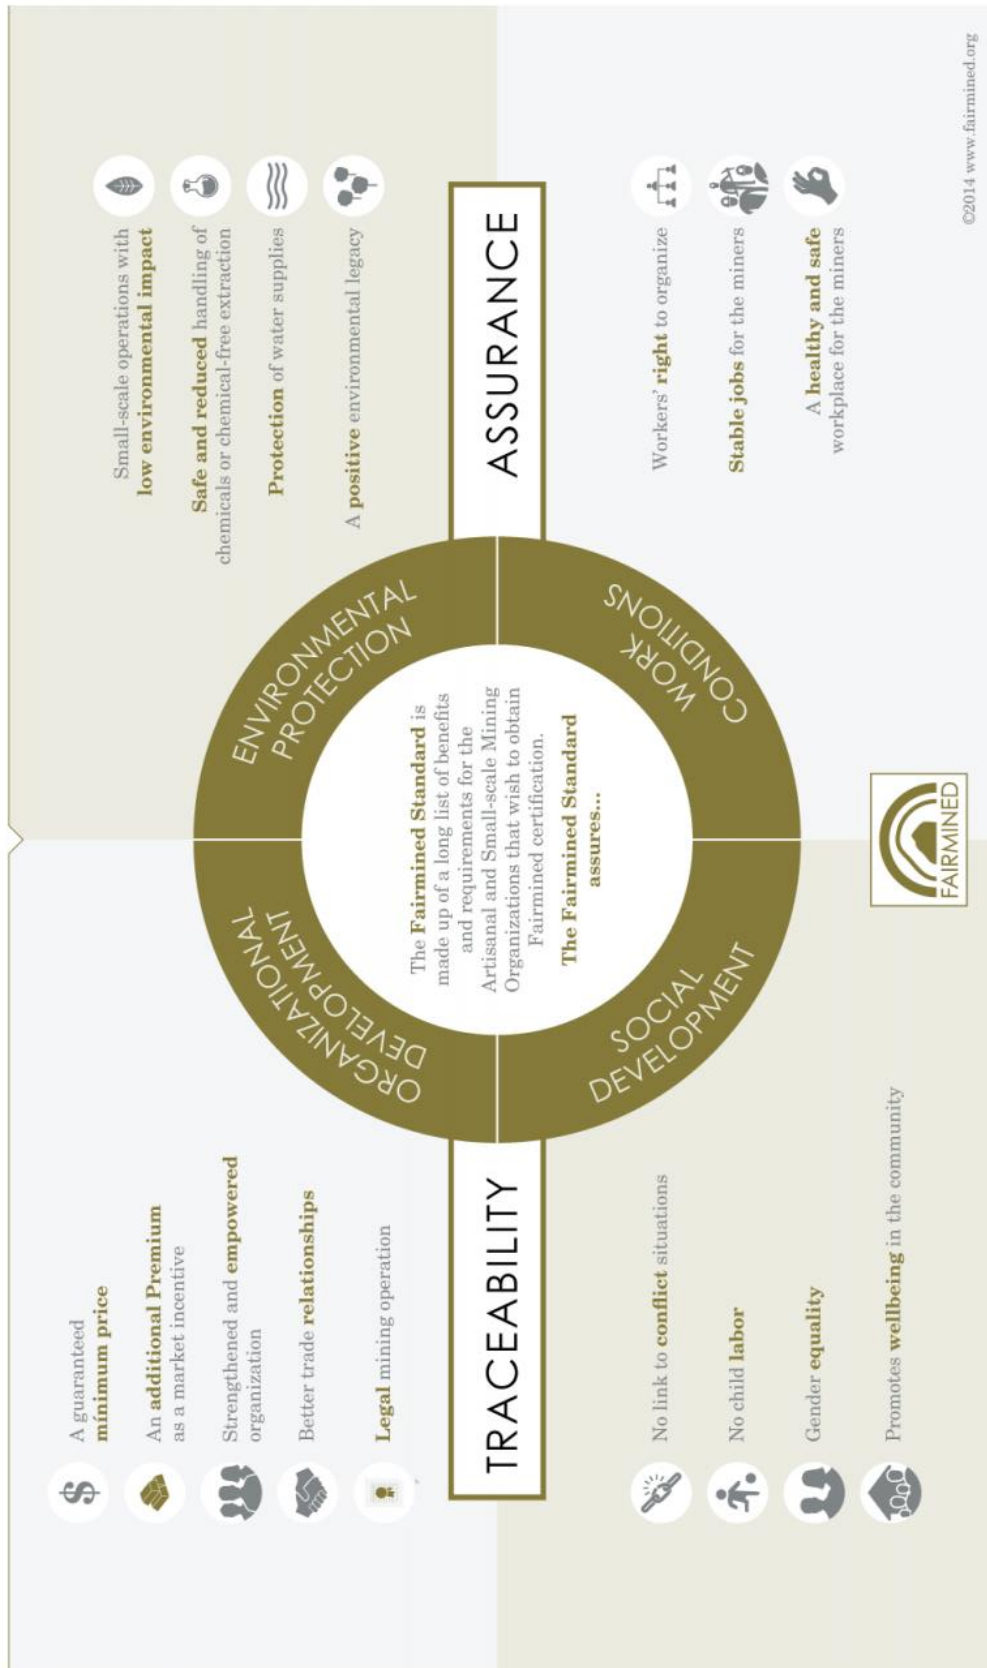 A guaranteed
mínimum price
An additional Premium
as a market incentive
Strengthened and empowered
organization
Better trade relationships
Legal mining operation
Small-scale operations with
low environmental impact
Safe and reduced handling of
chemicals or chemical-free extraction
Protection of water supplies
A positive environmental legacy
ORGANIZATIONAL
DEVELOPMENT
ENVIRONMENTAL
PROTECTION
TRACEABILITY
The Fairmined Standard is
made up of a long list of benefits
and requirements for the
Artisanal and Small-scale Mining
Organizations that wish to obtain
Fairmined certification.
The Fairmined Standard
assures...
ASSURANCE
SOCIAL
DEVELOPMENT
WORK
CONDITIONS
No link to conflict situations
No child labor
Gender equality
Promotes wellbeing in the community
Workers' right to organize
Stable jobs for the miners
A healthy and safe
workplace for the miners
FAIRMINED
©2014 www.fairmined.org